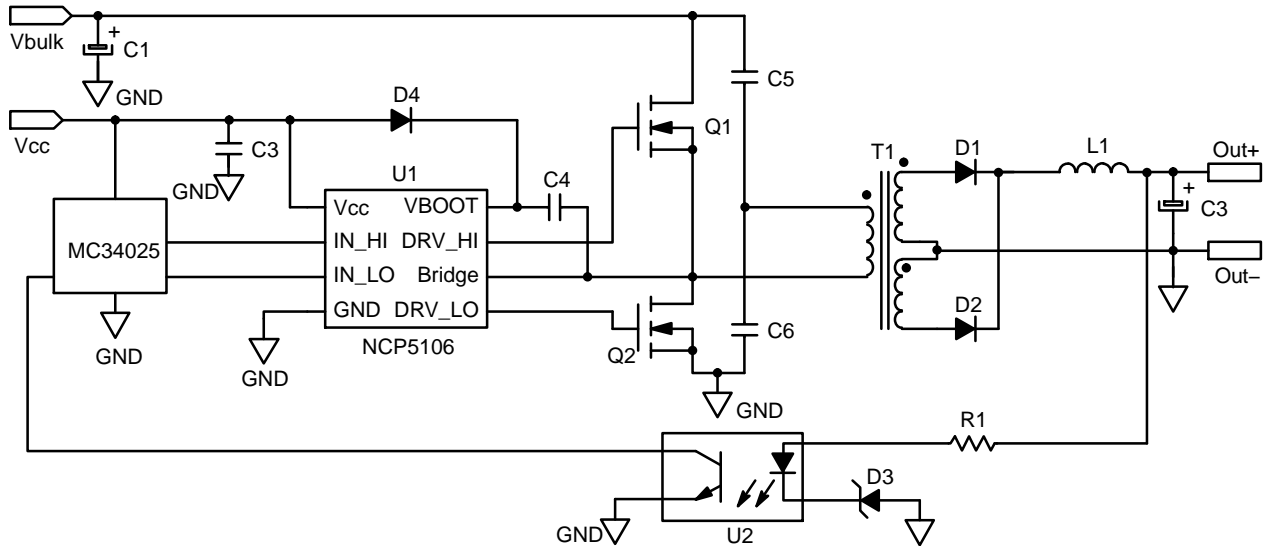 Vbulk
+
C1
GND
C5
D4
Vcc
C3
Q1
T1
D1
L1
Out+
GND
U1
C4
+
C3
Vcc
VBOOT
MC34025
IN_HI
DRV_HI
IN_LO
Bridge
Out–
GND
DRV_LO
D2
C6
GND
NCP5106
Q2
GND
GND
R1
D3
GND
U2